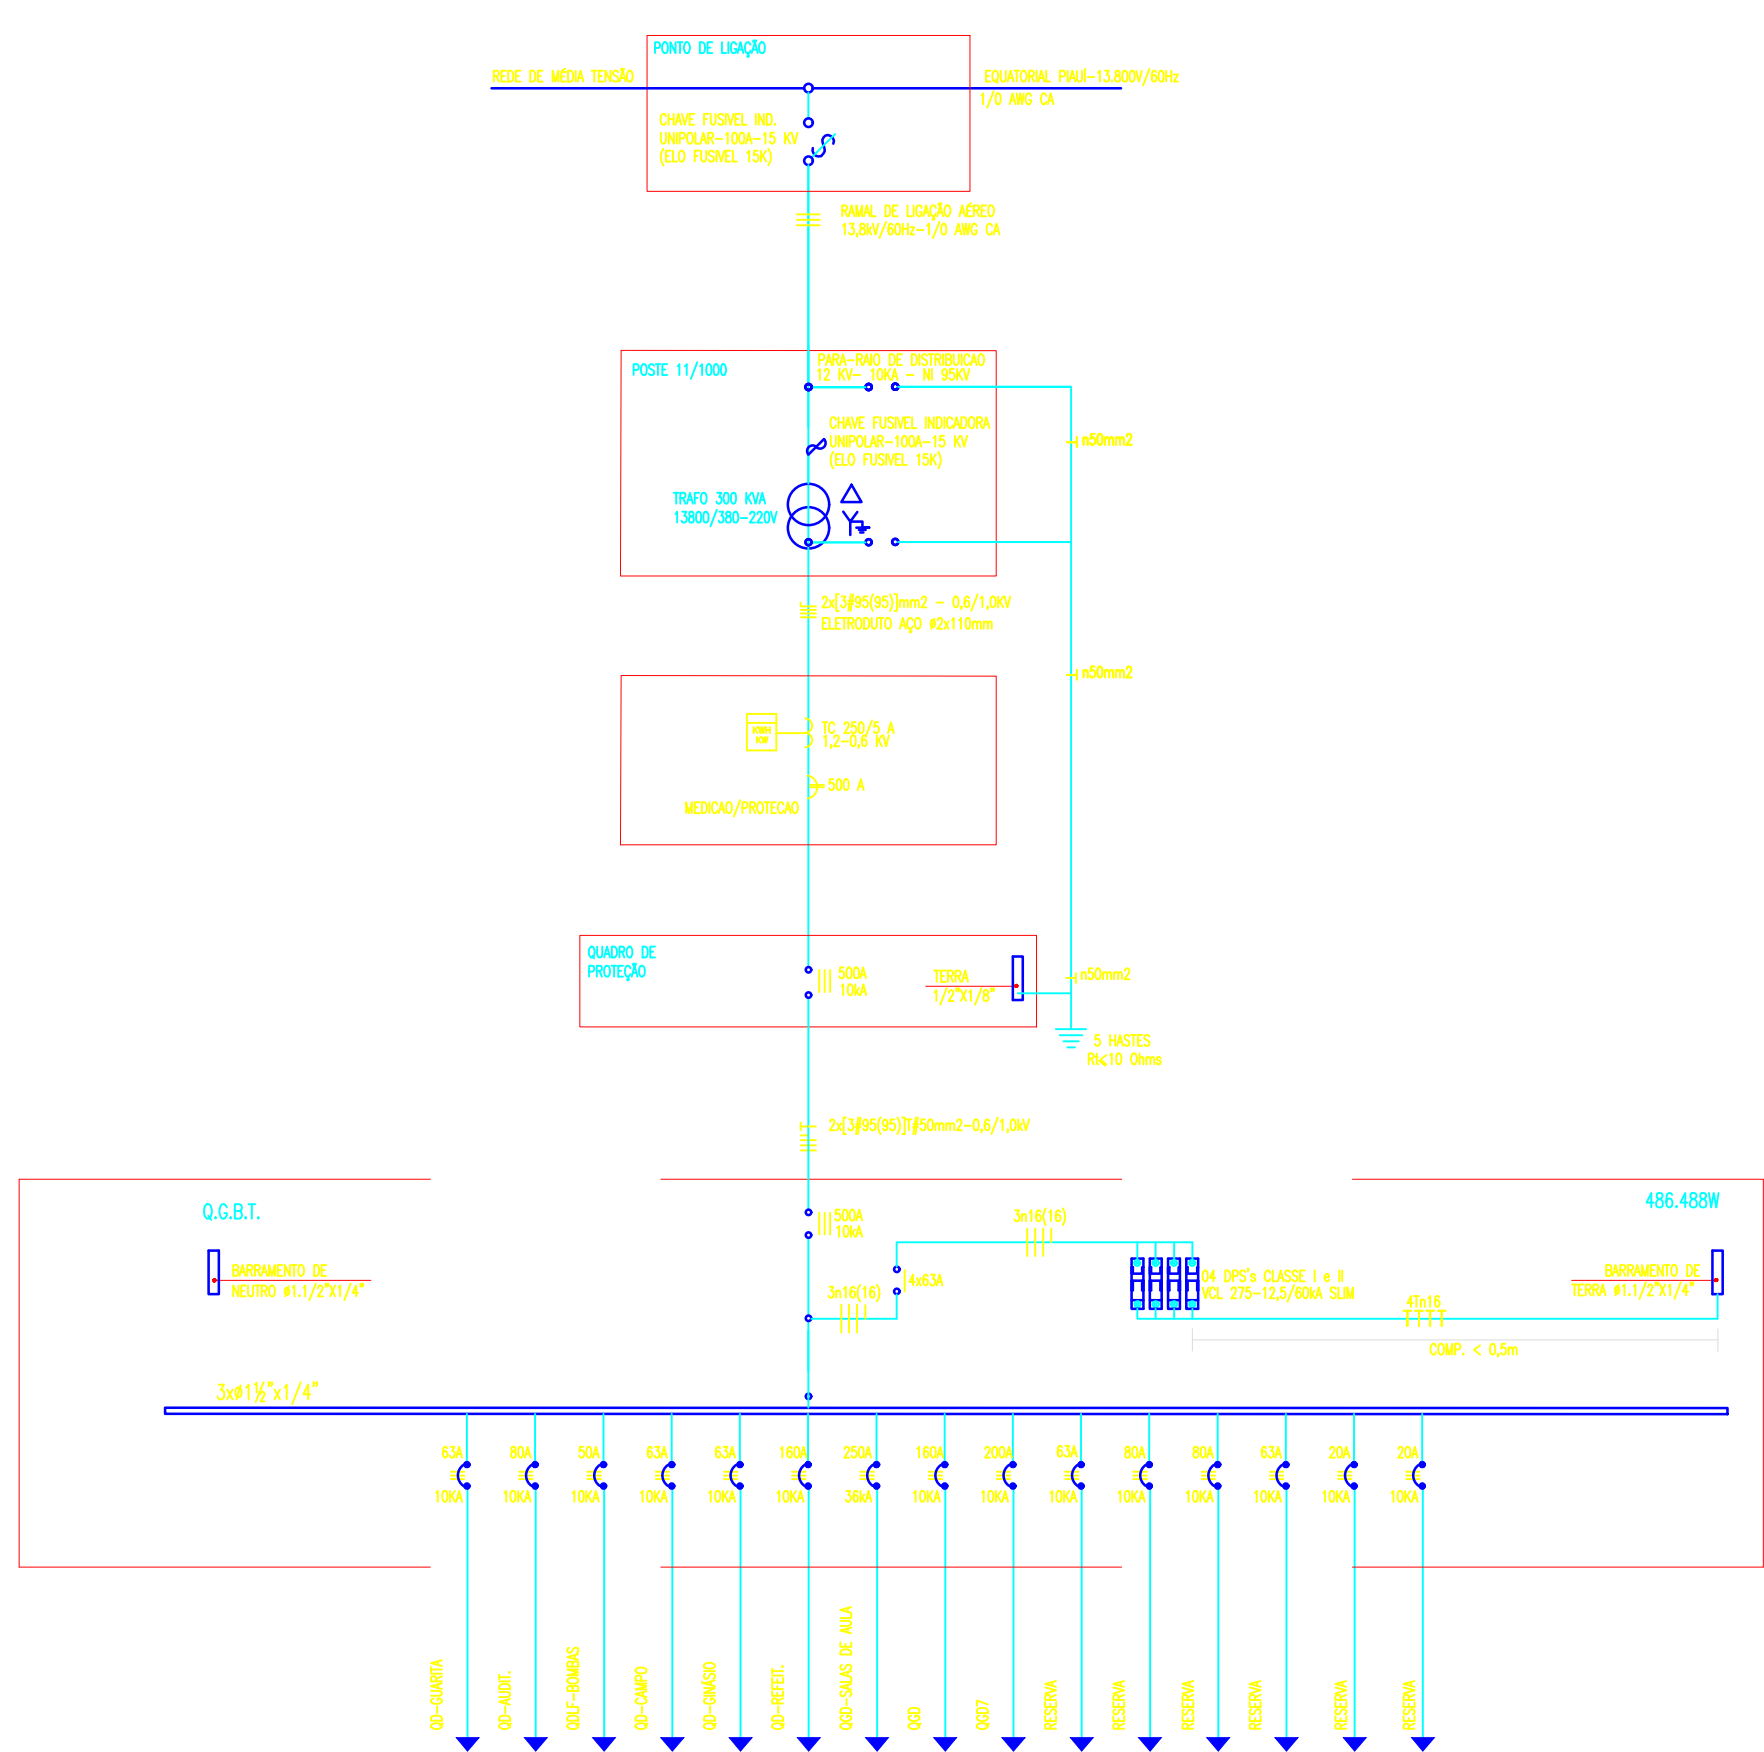 PONTO DE LIGAÇÃO
REDE DE MÉDIA TENSÃO
EQUATORIAL PIAUÍ-13.800V/60Hz
1/0 AWG CA
CHAVE FUSIVEL IND.
UNIPOLAR-100A-15 KV
(ELO FUSIVEL 15K)
RAMAL DE LIGAÇÃO AÉREO
13,8kV/60Hz-1/0 AWG CA
POSTE 11/1000
PARA-RAIO DE DISTRIBUICAO
12 KV- 10KA - NI 95KV
CHAVE FUSIVEL INDICADORA
UNIPOLAR-100A-15 KV
(ELO FUSIVEL 15K)
n50mm2
TRAFO 300 KVA
13800/380-220V
2x[3#95(95)]mm2 - 0,6/1,0KV
ELETRODUTO AÇO ø2x110mm
n50mm2
KWH
KW
TC 250/5 A
1,2-0,6 KV
500 A
MEDICAO/PROTECAO
QUADRO DE
PROTEÇÃO
500A
10kA
TERRA
1/2"X1/8"
n50mm2
5 HASTES
Rt⩽10 Ohms
2x[3#95(95)]T#50mm2-0,6/1,0kV
Q.G.B.T.
486.488W
500A
10kA
3n16(16)
BARRAMENTO DE
NEUTRO ø1.1/2"X1/4"
4x63A
3n16(16)
04 DPS's CLASSE I e II
VCL 275-12,5/60kA SLIM
BARRAMENTO DE
TERRA ø1.1/2"X1/4"
4Tn16
COMP. < 0,5m
3xø1½"x1/4"
63A 80A 50A 63A 63A 160A 250A 160A 200A 63A 80A 80A 63A 20A 20A
10KA 10KA 10KA 10KA 10KA 10KA 36kA 10KA 10KA 10KA 10KA 10KA 10KA 10KA 10KA
QD-GUARITA
QD-AUDIT.
QDLF-BOMBAS
QD-CAMPO
QD-GINÁSIO
QD-REFEIT.
QGD-SALAS DE AULA
QGD
QGD7
RESERVA
RESERVA
RESERVA
RESERVA
RESERVA
RESERVA